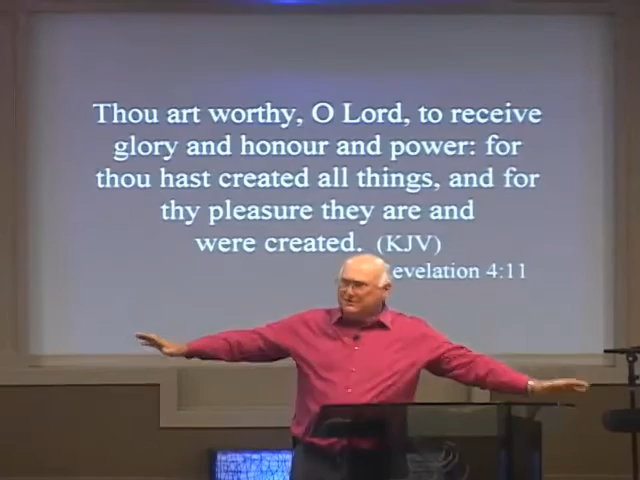 Thou art worthy, O Lord, to receive
glory and honour and power: for
thou hast created all things, and for
thy pleasure they are and
were created. (KJV)
evelation 4:11